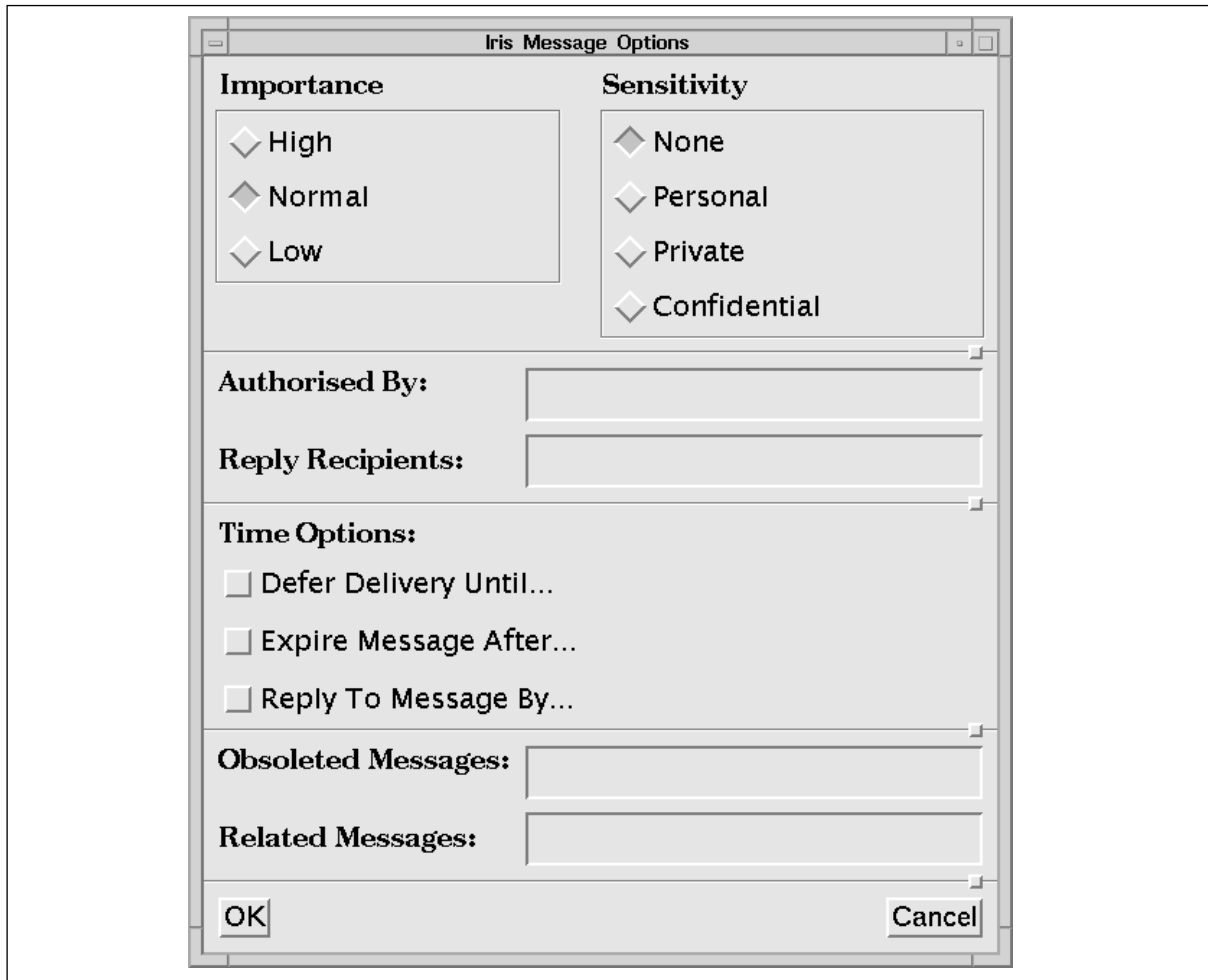 Iris Message Options
Importance
High
Normal
Low
Sensitivity
None
Personal
Private
Confidential
Authorised By:
Reply Recipients:
Time Options:
Defer Delivery Until...
Expire Message After...
Reply To Message By...
Obsoleted Messages:
Related Messages:
OK
Cancel